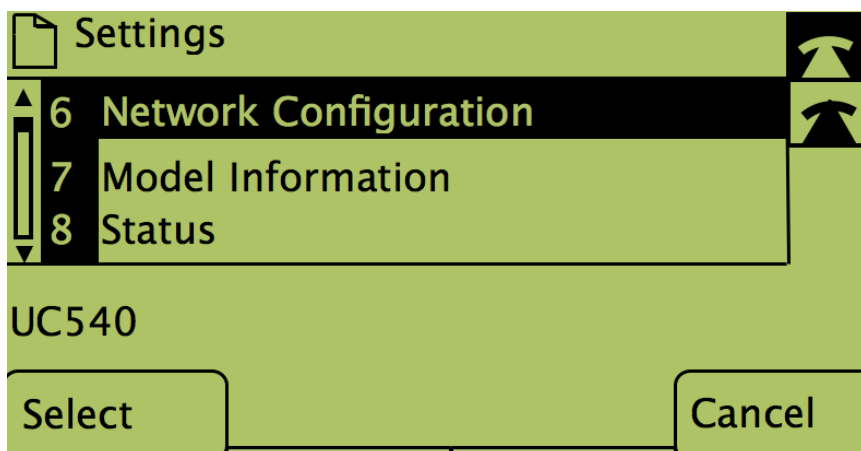 Settings
6 Network Configuration
7 Model Information
8 Status
UC540
Select Cancel